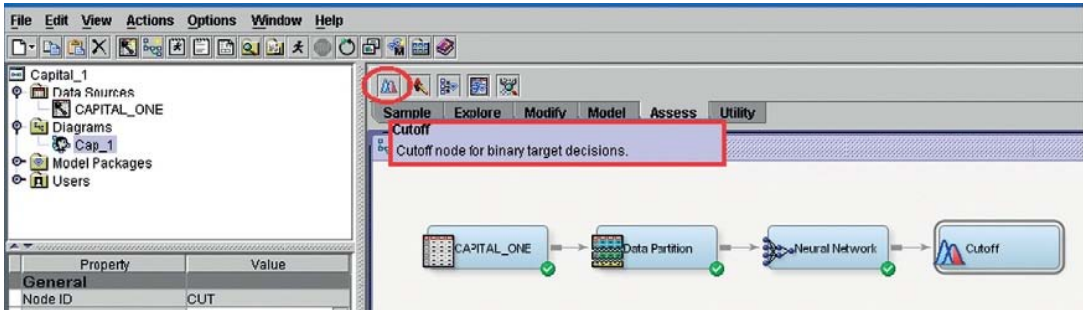 File Edit View Actions Options Window Help
Capital_1
Data Sources
CAPITAL_ONE
Diagrams
Cap_1
Model Packages
Users
Sample Explore Modify Model Assess Utility
Cutoff
Cutoff node for binary target decisions.
CAPITAL_ONE
Data Partition
Neural Network
Cutoff
Property Value
General
Node ID CUT